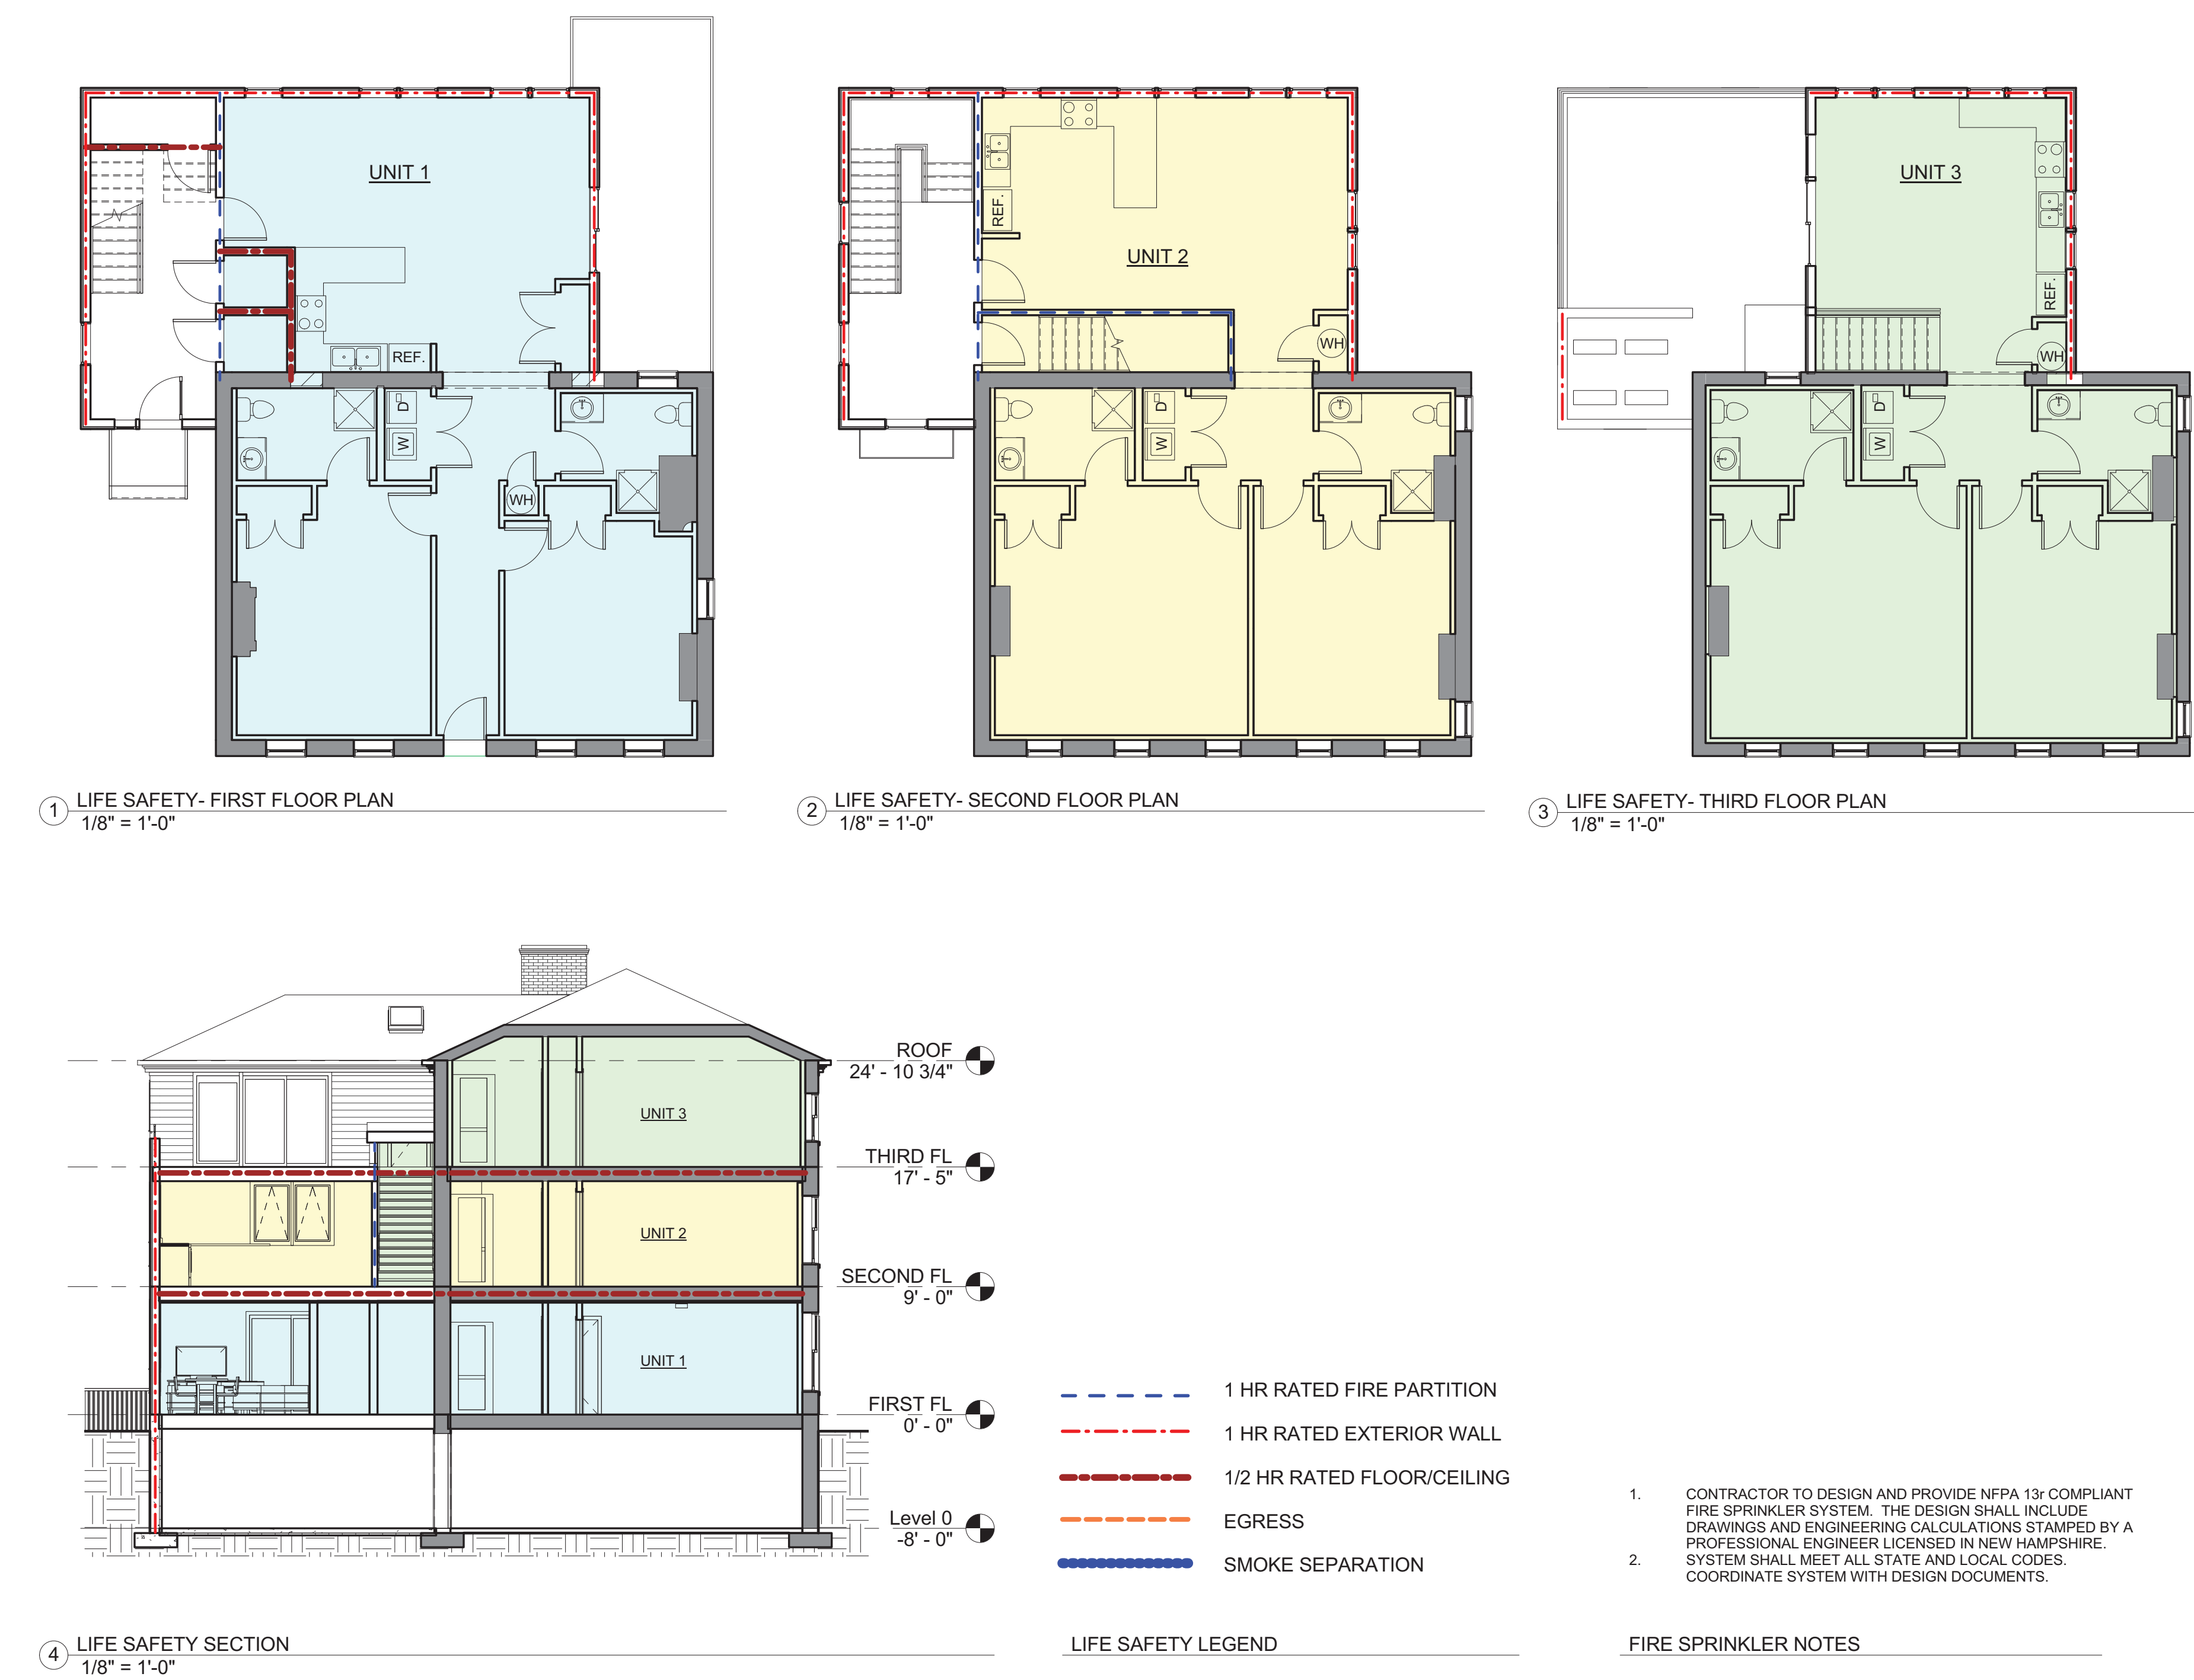 UNIT 1
REF.
D
W
WH
1
LIFE SAFETY- FIRST FLOOR PLAN
1/8" = 1'-0"
REF.
UNIT 2
WH
D
W
2
LIFE SAFETY- SECOND FLOOR PLAN
1/8" = 1'-0"
UNIT 3
REF.
WH
D
W
3
LIFE SAFETY- THIRD FLOOR PLAN
1/8" = 1'-0"
UNIT 3
UNIT 2
UNIT 1
ROOF
24' - 10 3/4"
THIRD FL
17' - 5"
SECOND FL
9' - 0"
FIRST FL
0' - 0"
Level 0
-8' - 0"
4
LIFE SAFETY SECTION
1/8" = 1'-0"
1 HR RATED FIRE PARTITION
1 HR RATED EXTERIOR WALL
1/2 HR RATED FLOOR/CEILING
EGRESS
SMOKE SEPARATION
LIFE SAFETY LEGEND
1. CONTRACTOR TO DESIGN AND PROVIDE NFPA 13r COMPLIANT
FIRE SPRINKLER SYSTEM. THE DESIGN SHALL INCLUDE
DRAWINGS AND ENGINEERING CALCULATIONS STAMPED BY A
PROFESSIONAL ENGINEER LICENSED IN NEW HAMPSHIRE.
2. SYSTEM SHALL MEET ALL STATE AND LOCAL CODES.
COORDINATE SYSTEM WITH DESIGN DOCUMENTS.
FIRE SPRINKLER NOTES